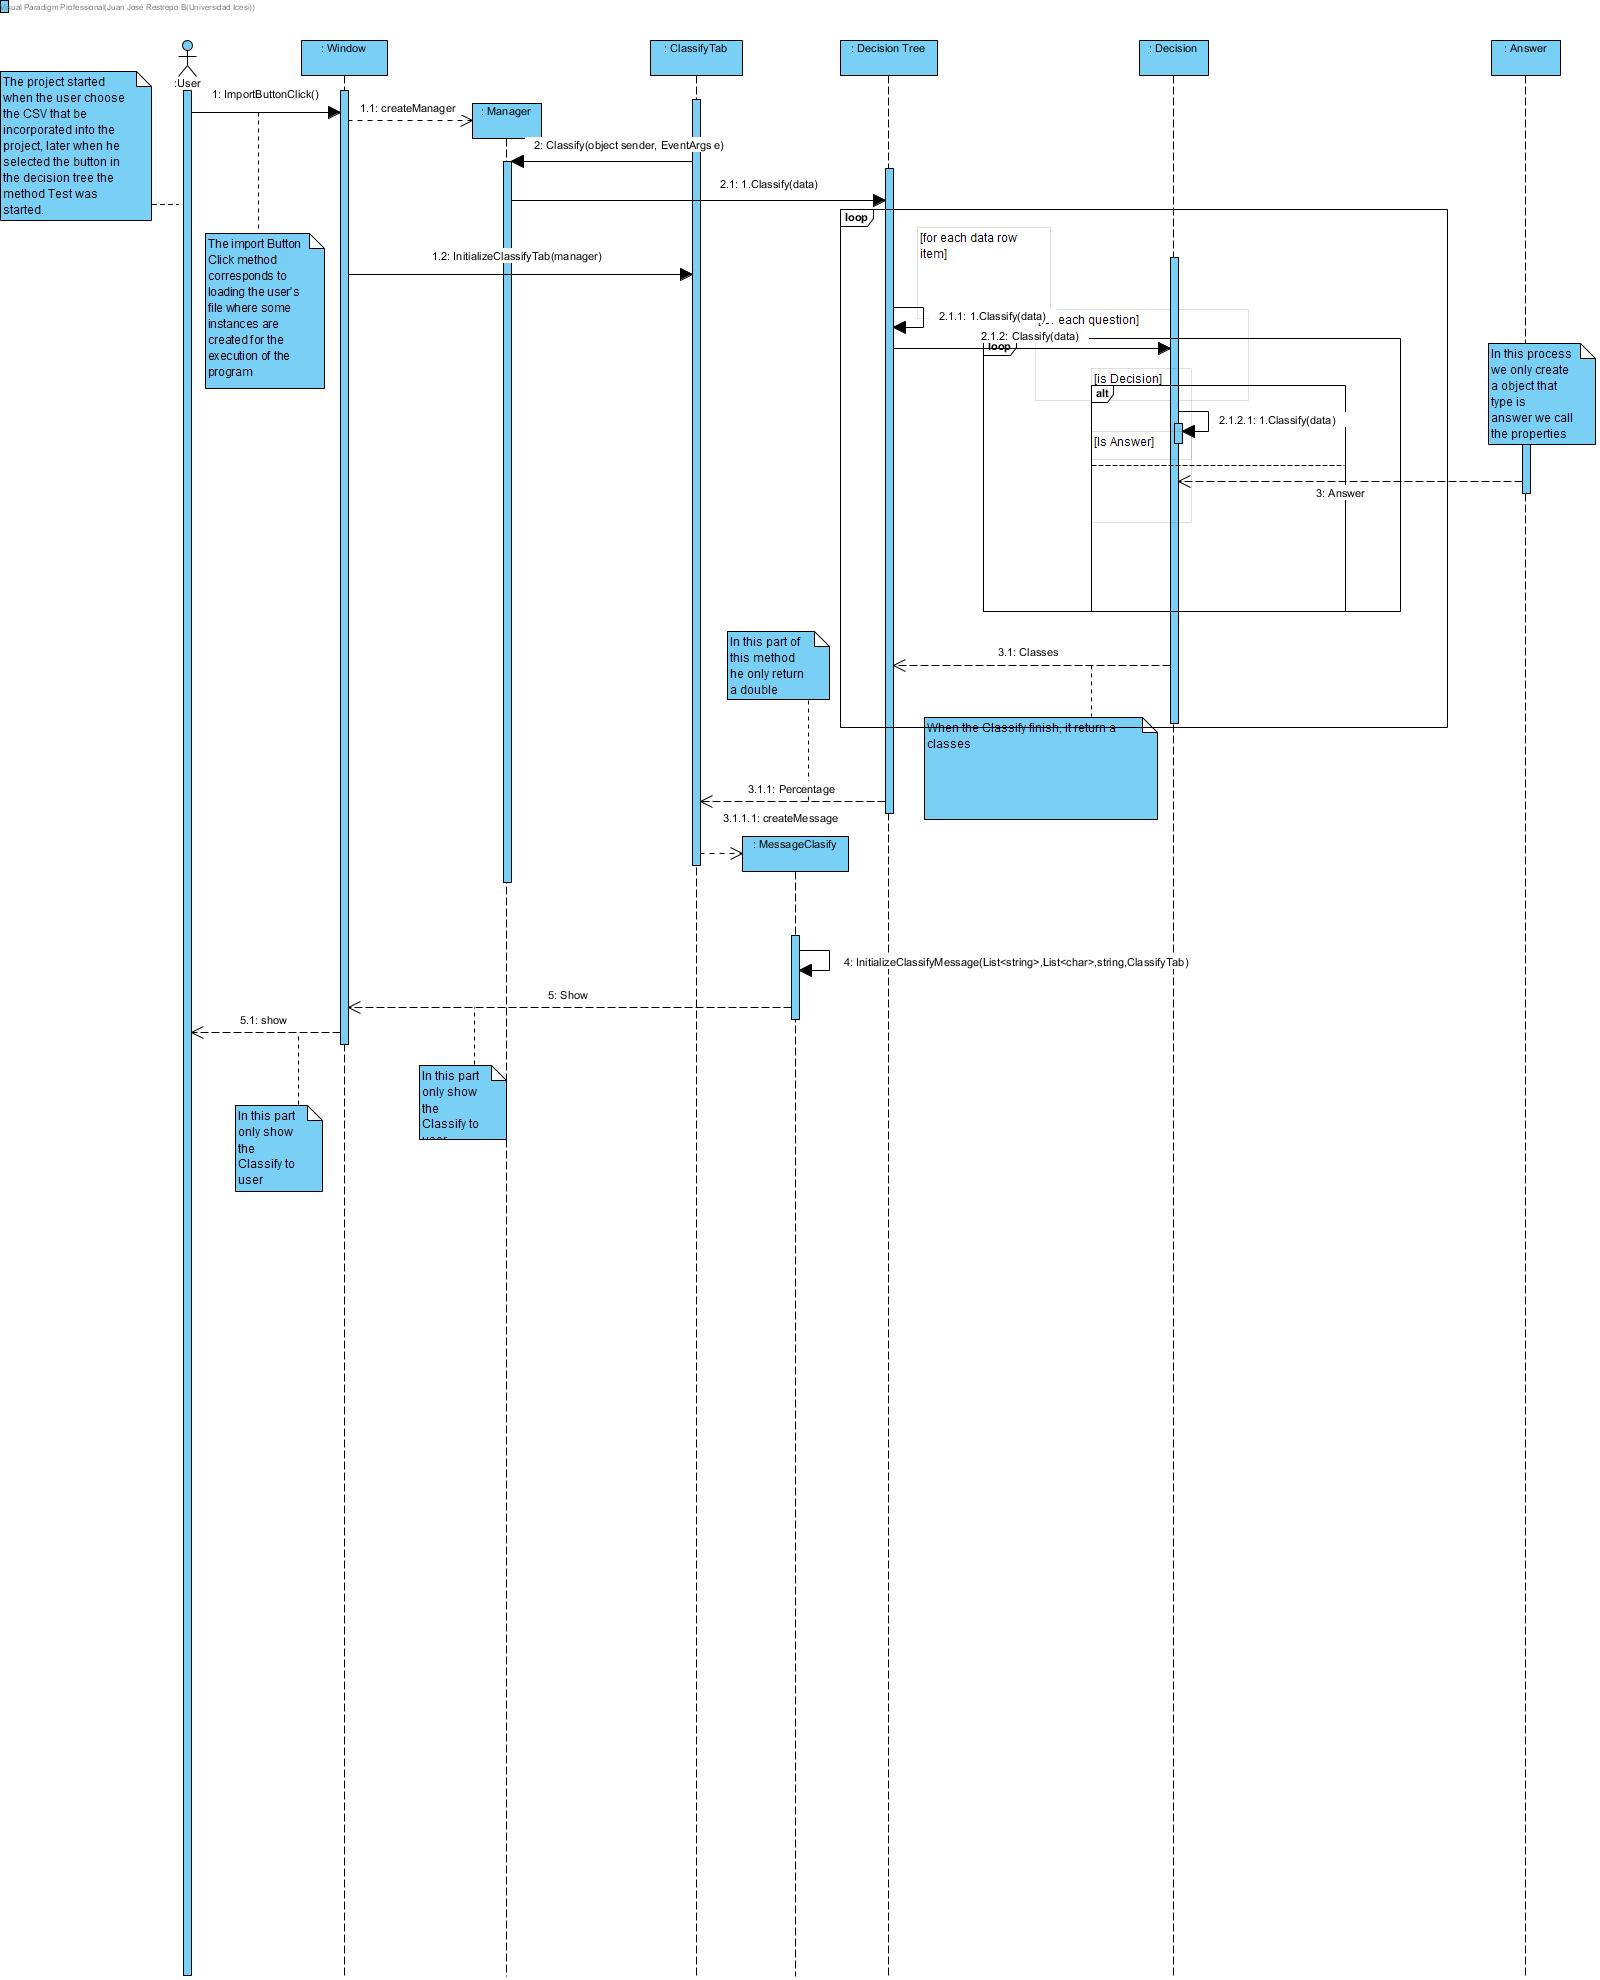 Visual Paradigm Professional(Juan José Restrepo B(Universidad Icesi))
:User
: Window
: ClassifyTab
: Decision Tree
: Decision
: Answer
The project started
when the user choose
the CSV that be
incorporated into the
project, later when he
selected the button in
the decision tree the
method Test was
started.
1: ImportButtonClick()
1.1: createManager
: Manager
2: Classify(object sender, EventArgs e)
2.1: 1.Classify(data)
loop
[for each data row
item]
The import Button
Click method
corresponds to
loading the user's
file where some
instances are
created for the
execution of the
program
1.2: InitializeClassifyTab(manager)
2.1.1: 1.Classify(data)
each question]
2.1.2: Classify(data)
loop
[is Decision]
alt
2.1.2.1: 1.Classify(data)
[Is Answer]
In this process
we only create
a object that
type is
answer we call
the properties
3: Answer
In this part of
this method
he only return
a double
3.1: Classes
When the Classify finish, it return a
classes
3.1.1: Percentage
3.1.1.1: createMessage
: MessageClasify
4: InitializeClassifyMessage(List<string>,List<char>,string,ClassifyTab)
5: Show
5.1: show
In this part
only show
the
Classify to
user
In this part
only show
the
Classify to
user